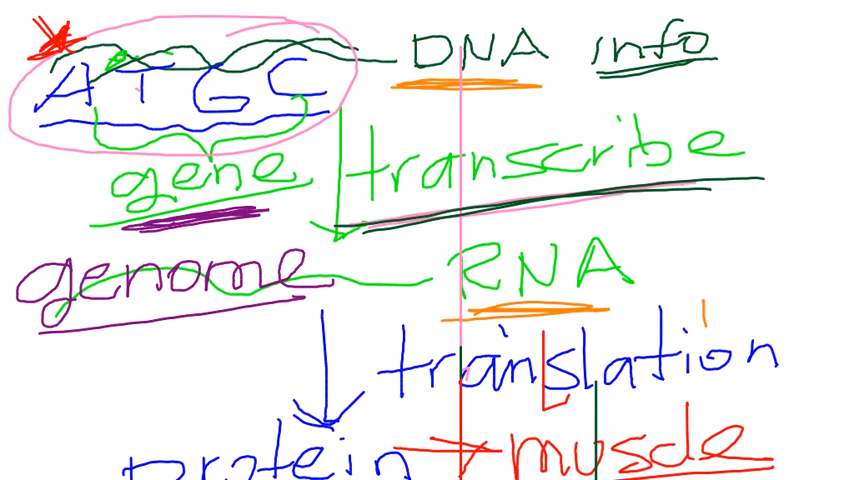 DNA info
ATGC
gene transcribe
genome RNA
translation
protein muscle